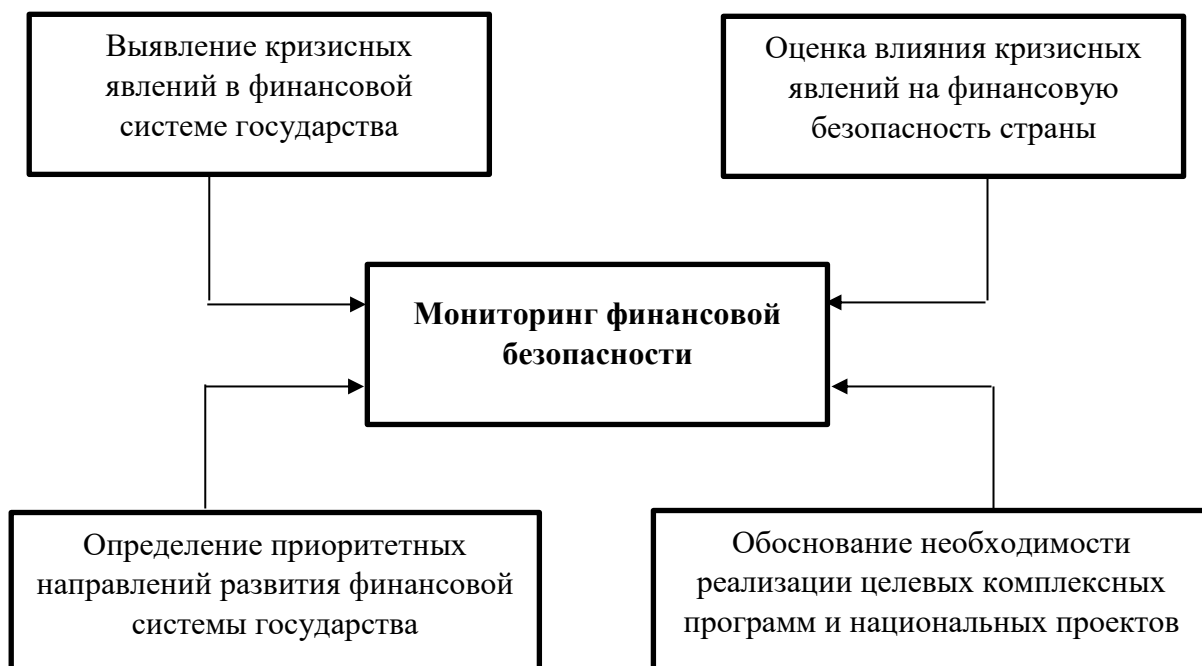 Выявление кризисных
явлений в финансовой
системе государства
Оценка влияния кризисных
явлений на финансовую
безопасность страны
Мониторинг финансовой
безопасности
Определение приоритетных
направлений развития финансовой
системы государства
Обоснование необходимости
реализации целевых комплексных
программ и национальных проектов